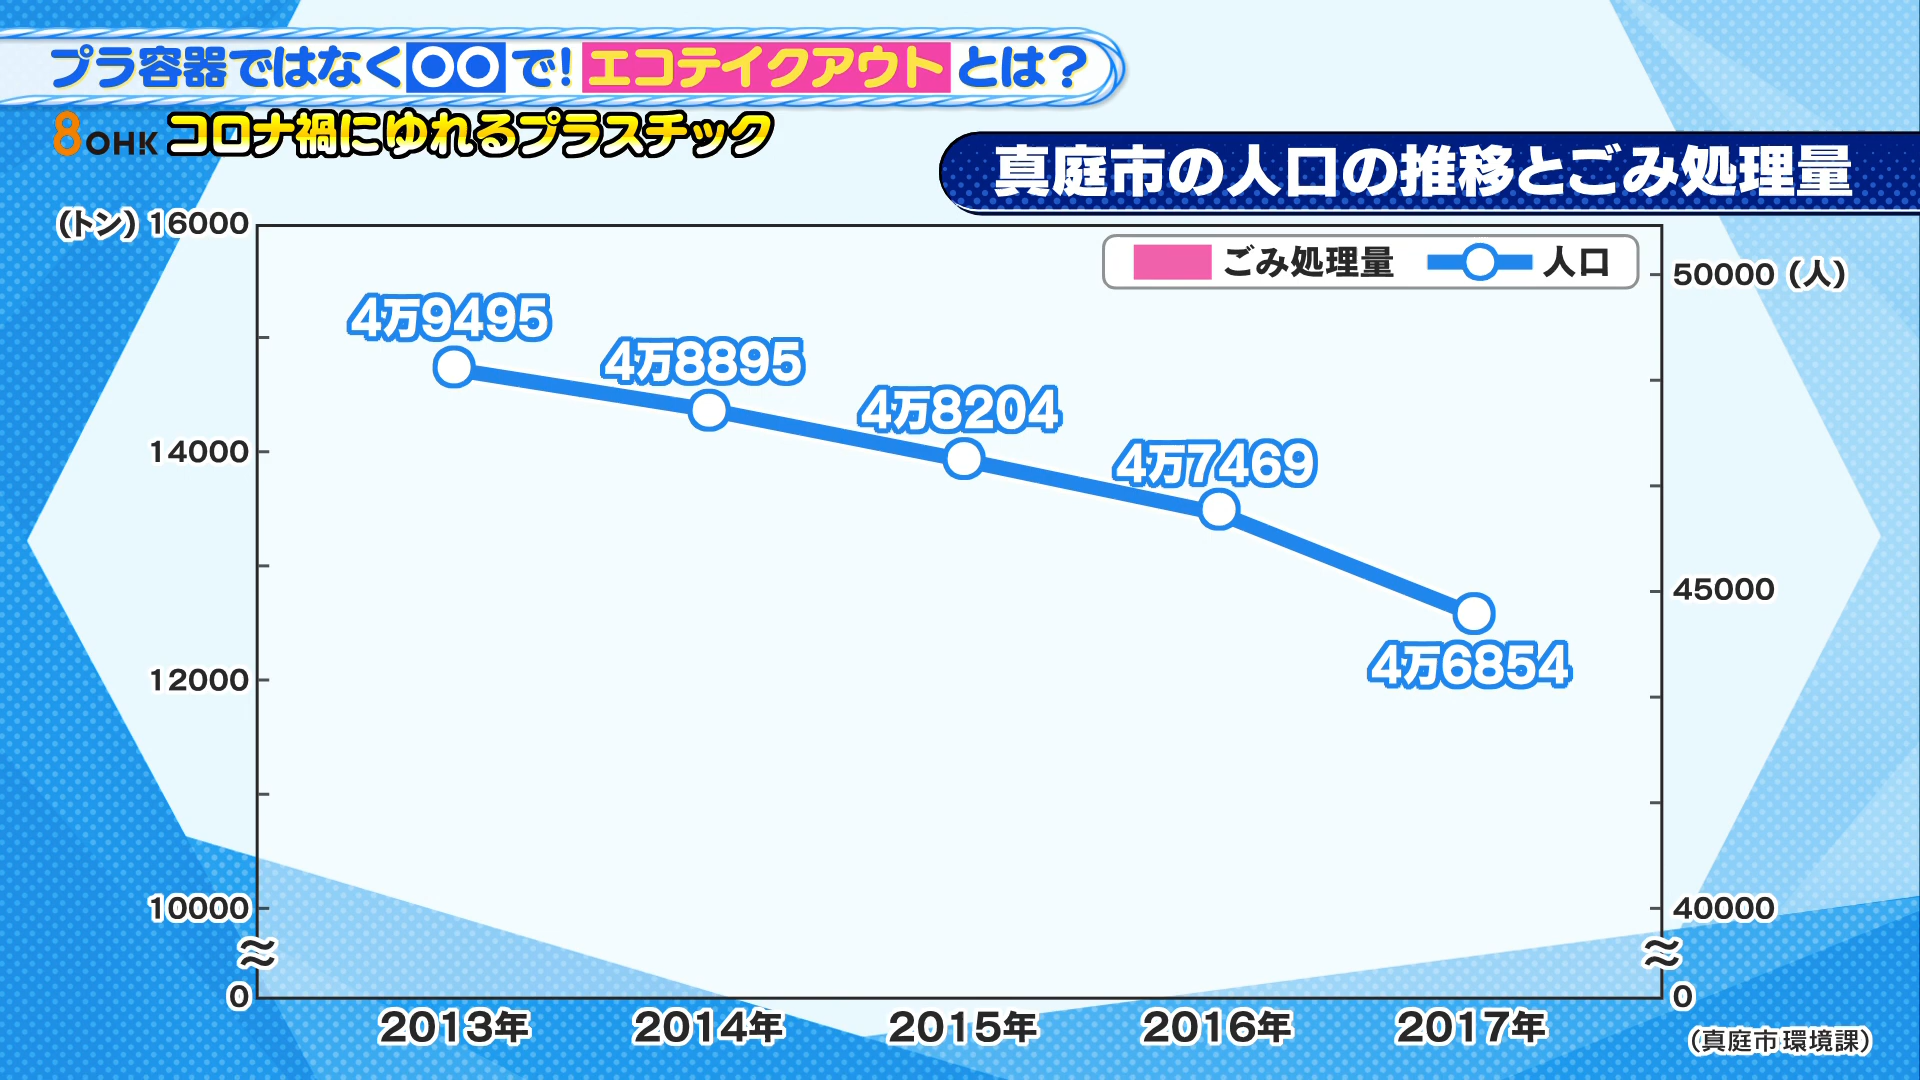 プラ容器ではなく〇〇で!エコテイクアウトとは?
8OHK コロナ禍にゆれるプラスチック
真庭市の人口の推移とごみ処理量
(トン) 16000
ごみ処理量 人口
50000 (人)
4万9495
4万8895
4万8204
14000
4万7469
45000
4万6854
12000
10000
40000
0
0
2013年 2014年 2015年 2016年 2017年
(真庭市環境課)